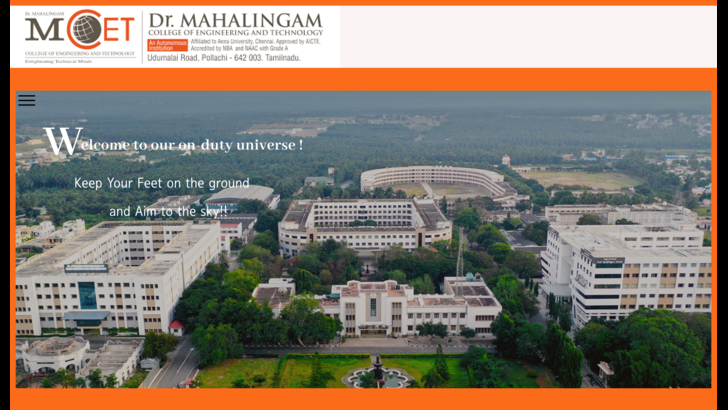 Dr. MAHALINGAM
MCET
COLLEGE OF ENGINEERING AND TECHNOLOGY
Enlightening Technical Minds
Dr. MAHALINGAM
COLLEGE OF ENGINEERING AND TECHNOLOGY
An Autonomous
Institution
Affiliated to Anna University, Chennai. Approved by AICTE.
Accredited by NBA and NAAC with Grade A
Udumalai Road, Pollachi - 642 003. Tamilnadu.
Welcome to our on-duty universe !
Keep Your Feet on the ground
and Aim to the sky!!